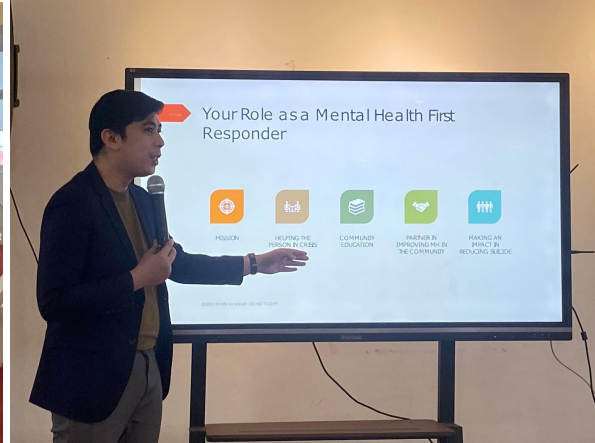 Your Role as a Mental Health First
Responder
MISSION
HELPING THE
PERSON IN CRISIS
COMMUNITY
EDUCATION
PARTNER IN
IMPROVING MH IN
THE COMMUNITY
MAKING AN
IMPACT IN
REDUCING SUICIDE